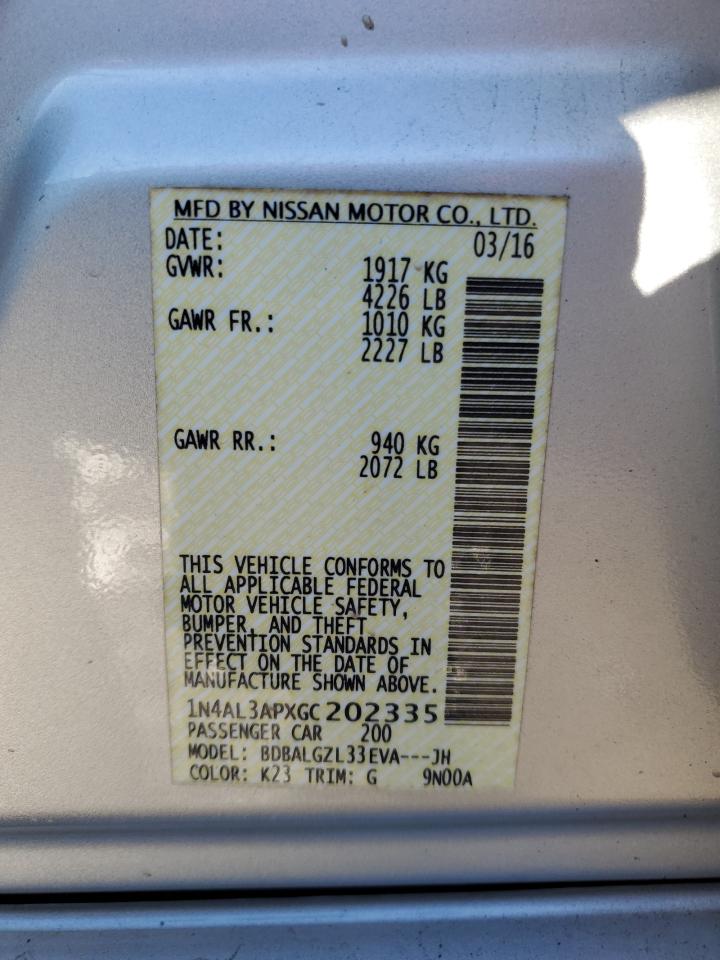 MFD BY NISSAN MOTOR CO., LTD.
DATE: 03/16
GVWR: 1917 KG
4226 LB
GAWR FR.: 1010 KG
2227 LB
GAWR RR.: 940 KG
2072 LB
THIS VEHICLE CONFORMS TO
ALL APPLICABLE FEDERAL
MOTOR VEHICLE SAFETY,
BUMPER, AND THEFT
PREVENTION STANDARDS IN
EFFECT ON THE DATE OF
MANUFACTURE SHOWN ABOVE.
1N4AL3APXGC202335
PASSENGER CAR 200
MODEL: BDBALGZL33EVA---JH
COLOR: K23 TRIM: G 9N00A